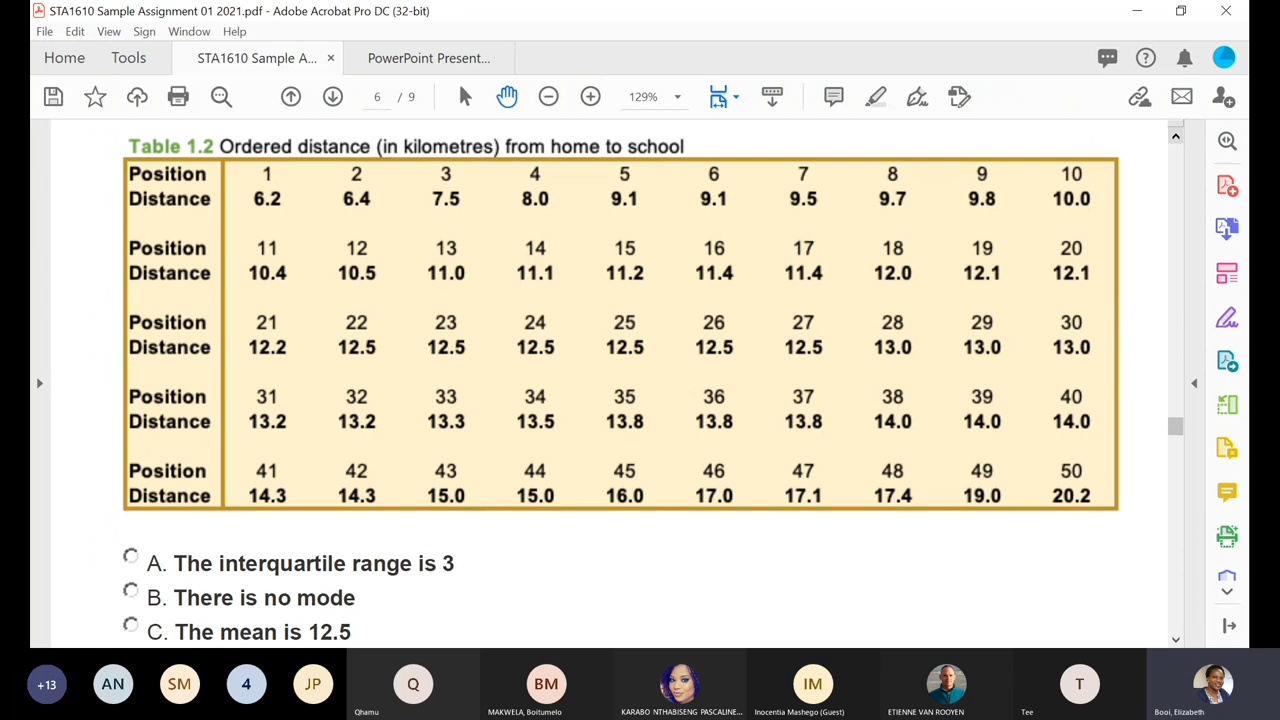 STA1610 Sample Assignment 01 2021.pdf - Adobe Acrobat Pro DC (32-bit)
File Edit View Sign Window Help
Home Tools STA1610 Sample A... × PowerPoint Present...
6 / 9 129%
Table 1.2 Ordered distance (in kilometres) from home to school
Position 1 2 3 4 5 6 7 8 9 10
Distance 6.2 6.4 7.5 8.0 9.1 9.1 9.5 9.7 9.8 10.0
Position 11 12 13 14 15 16 17 18 19 20
Distance 10.4 10.5 11.0 11.1 11.2 11.4 11.4 12.0 12.1 12.1
Position 21 22 23 24 25 26 27 28 29 30
Distance 12.2 12.5 12.5 12.5 12.5 12.5 12.5 13.0 13.0 13.0
Position 31 32 33 34 35 36 37 38 39 40
Distance 13.2 13.2 13.3 13.5 13.8 13.8 13.8 14.0 14.0 14.0
Position 41 42 43 44 45 46 47 48 49 50
Distance 14.3 14.3 15.0 15.0 16.0 17.0 17.1 17.4 19.0 20.2
A. The interquartile range is 3
B. There is no mode
C. The mean is 12.5
+13 AN SM 4 JP Q BM IM T
Qhamu MAKWELA, Boitumelo KARABO NTHABISENG PASCALINE... Inocentia Mashego (Guest) ETIENNE VAN ROOYEN Tee Booi, Elizabeth